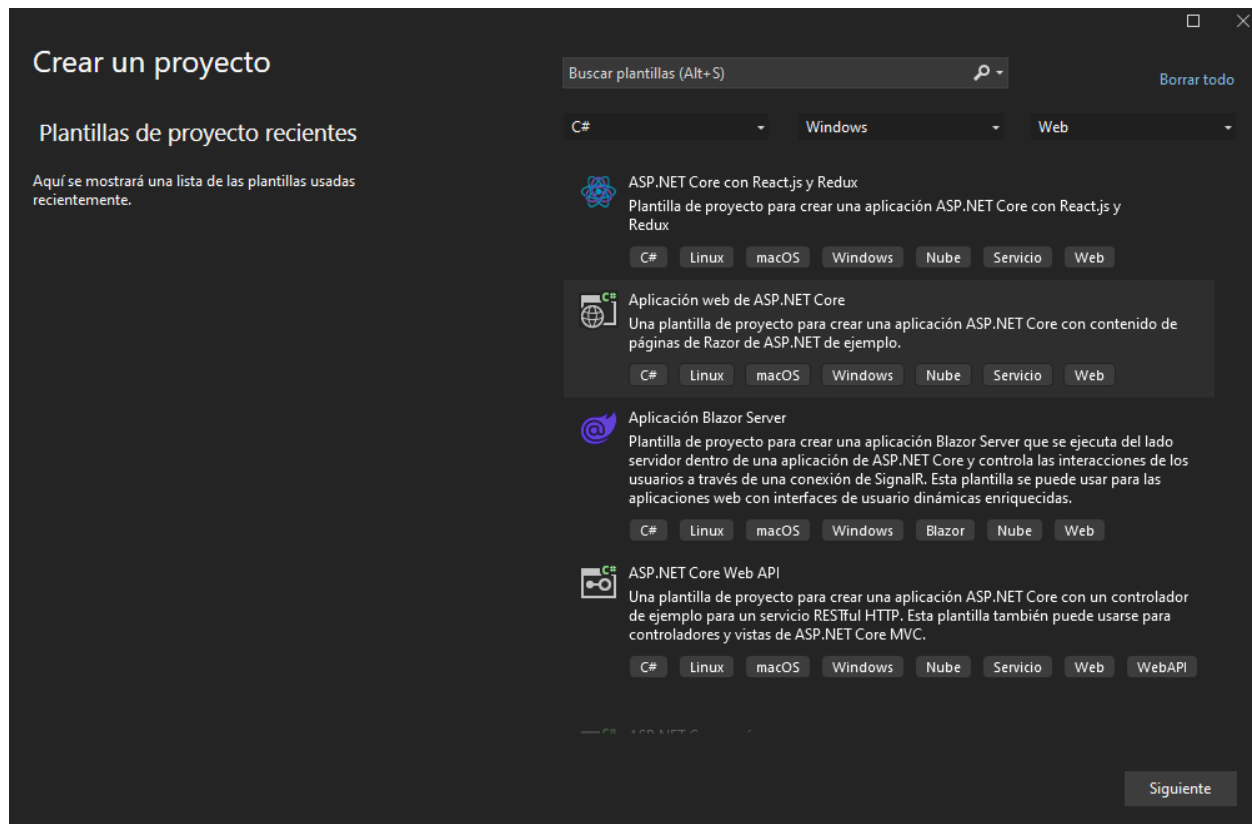 Crear un proyecto
Buscar plantillas (Alt+S)
Borrar todo
Plantillas de proyecto recientes
Aquí se mostrará una lista de las plantillas usadas
recientemente.
C# Windows Web
ASP.NET Core con React.js y Redux
Plantilla de proyecto para crear una aplicación ASP.NET Core con React.js y
Redux
C# Linux macOS Windows Nube Servicio Web
C#
Aplicación web de ASP.NET Core
Una plantilla de proyecto para crear una aplicación ASP.NET Core con contenido de
páginas de Razor de ASP.NET de ejemplo.
C# Linux macOS Windows Nube Servicio Web
Aplicación Blazor Server
Plantilla de proyecto para crear una aplicación Blazor Server que se ejecuta del lado
servidor dentro de una aplicación de ASP.NET Core y controla las interacciones de los
usuarios a través de una conexión de SignalR. Esta plantilla se puede usar para las
aplicaciones web con interfaces de usuario dinámicas enriquecidas.
C# Linux macOS Windows Blazor Nube Web
C#
ASP.NET Core Web API
Una plantilla de proyecto para crear una aplicación ASP.NET Core con un controlador
de ejemplo para un servicio RESTful HTTP. Esta plantilla también puede usarse para
controladores y vistas de ASP.NET Core MVC.
C# Linux macOS Windows Nube Servicio Web WebAPI
Siguiente